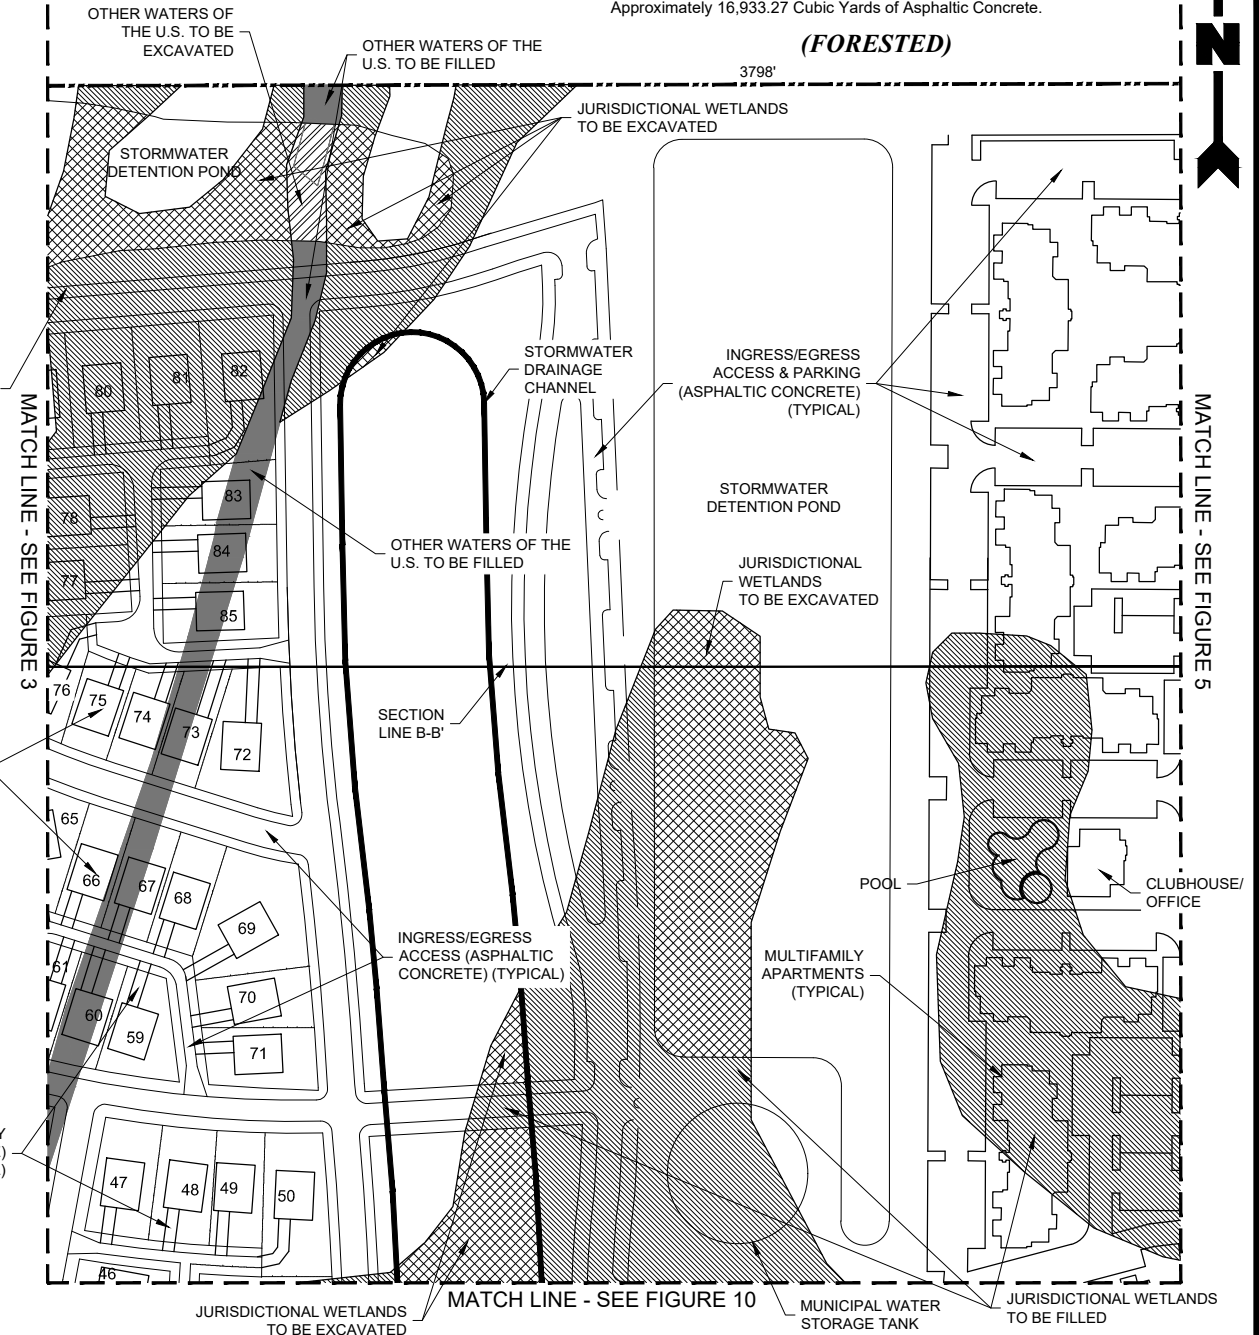 Approximately 16,933.27 Cubic Yards of Asphaltic Concrete.
OTHER WATERS OF
THE U.S. TO BE
EXCAVATED
OTHER WATERS OF THE
U.S. TO BE FILLED
(FORESTED)
N
3798'
JURISDICTIONAL WETLANDS
TO BE EXCAVATED
STORMWATER
DETENTION POND
STORMWATER
DRAINAGE
CHANNEL
INGRESS/EGRESS
ACCESS & PARKING
(ASPHALTIC CONCRETE)
(TYPICAL)
80
81
82
MATCH LINE - SEE FIGURE 3
MATCH LINE - SEE FIGURE 5
83
78
STORMWATER
DETENTION POND
84
OTHER WATERS OF THE
U.S. TO BE FILLED
77
JURISDICTIONAL
WETLANDS
TO BE EXCAVATED
85
76
75
74
73
72
SECTION
LINE B-B'
65
66
67
68
69
POOL
CLUBHOUSE/
OFFICE
INGRESS/EGRESS
ACCESS (ASPHALTIC
CONCRETE) (TYPICAL)
MULTIFAMILY
APARTMENTS
(TYPICAL)
61
60
59
70
71
Y
)
)
47
48
49
50
46
MATCH LINE - SEE FIGURE 10
JURISDICTIONAL WETLANDS
TO BE EXCAVATED
MUNICIPAL WATER
STORAGE TANK
JURISDICTIONAL WETLANDS
TO BE FILLED